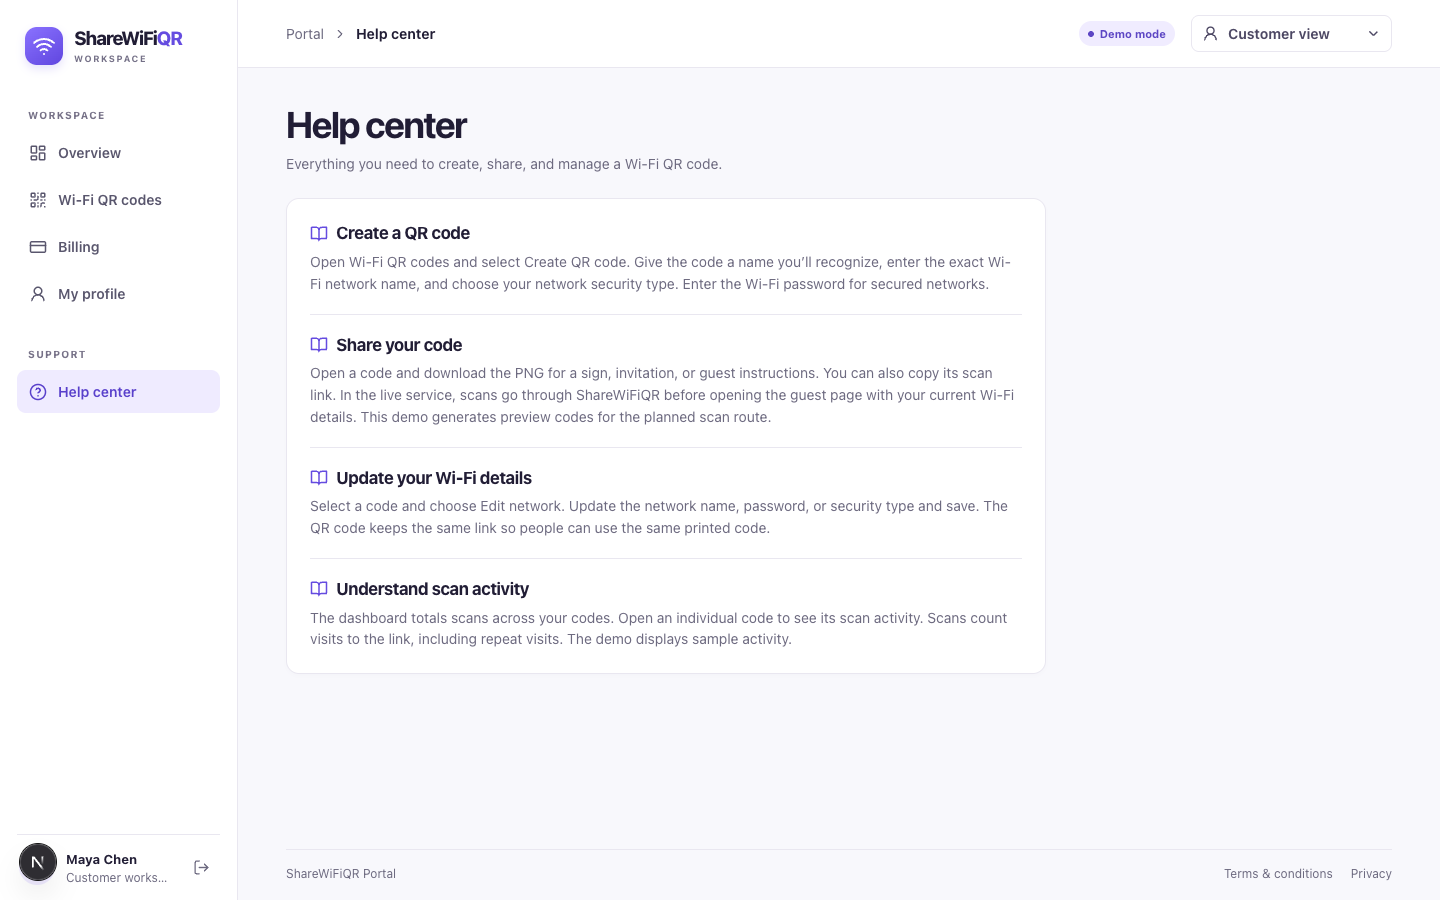 ShareWiFiQR
WORKSPACE
WORKSPACE
Overview
Wi-Fi QR codes
Billing
My profile
SUPPORT
Help center
N
Maya Chen
Customer works...
Portal > Help center
Demo mode
Customer view
Help center
Everything you need to create, share, and manage a Wi-Fi QR code.
Create a QR code
Open Wi-Fi QR codes and select Create QR code. Give the code a name you’ll recognize, enter the exact Wi-
Fi network name, and choose your network security type. Enter the Wi-Fi password for secured networks.
Share your code
Open a code and download the PNG for a sign, invitation, or guest instructions. You can also copy its scan
link. In the live service, scans go through ShareWiFiQR before opening the guest page with your current Wi-Fi
details. This demo generates preview codes for the planned scan route.
Update your Wi-Fi details
Select a code and choose Edit network. Update the network name, password, or security type and save. The
QR code keeps the same link so people can use the same printed code.
Understand scan activity
The dashboard totals scans across your codes. Open an individual code to see its scan activity. Scans count
visits to the link, including repeat visits. The demo displays sample activity.
ShareWiFiQR Portal
Terms & conditions
Privacy